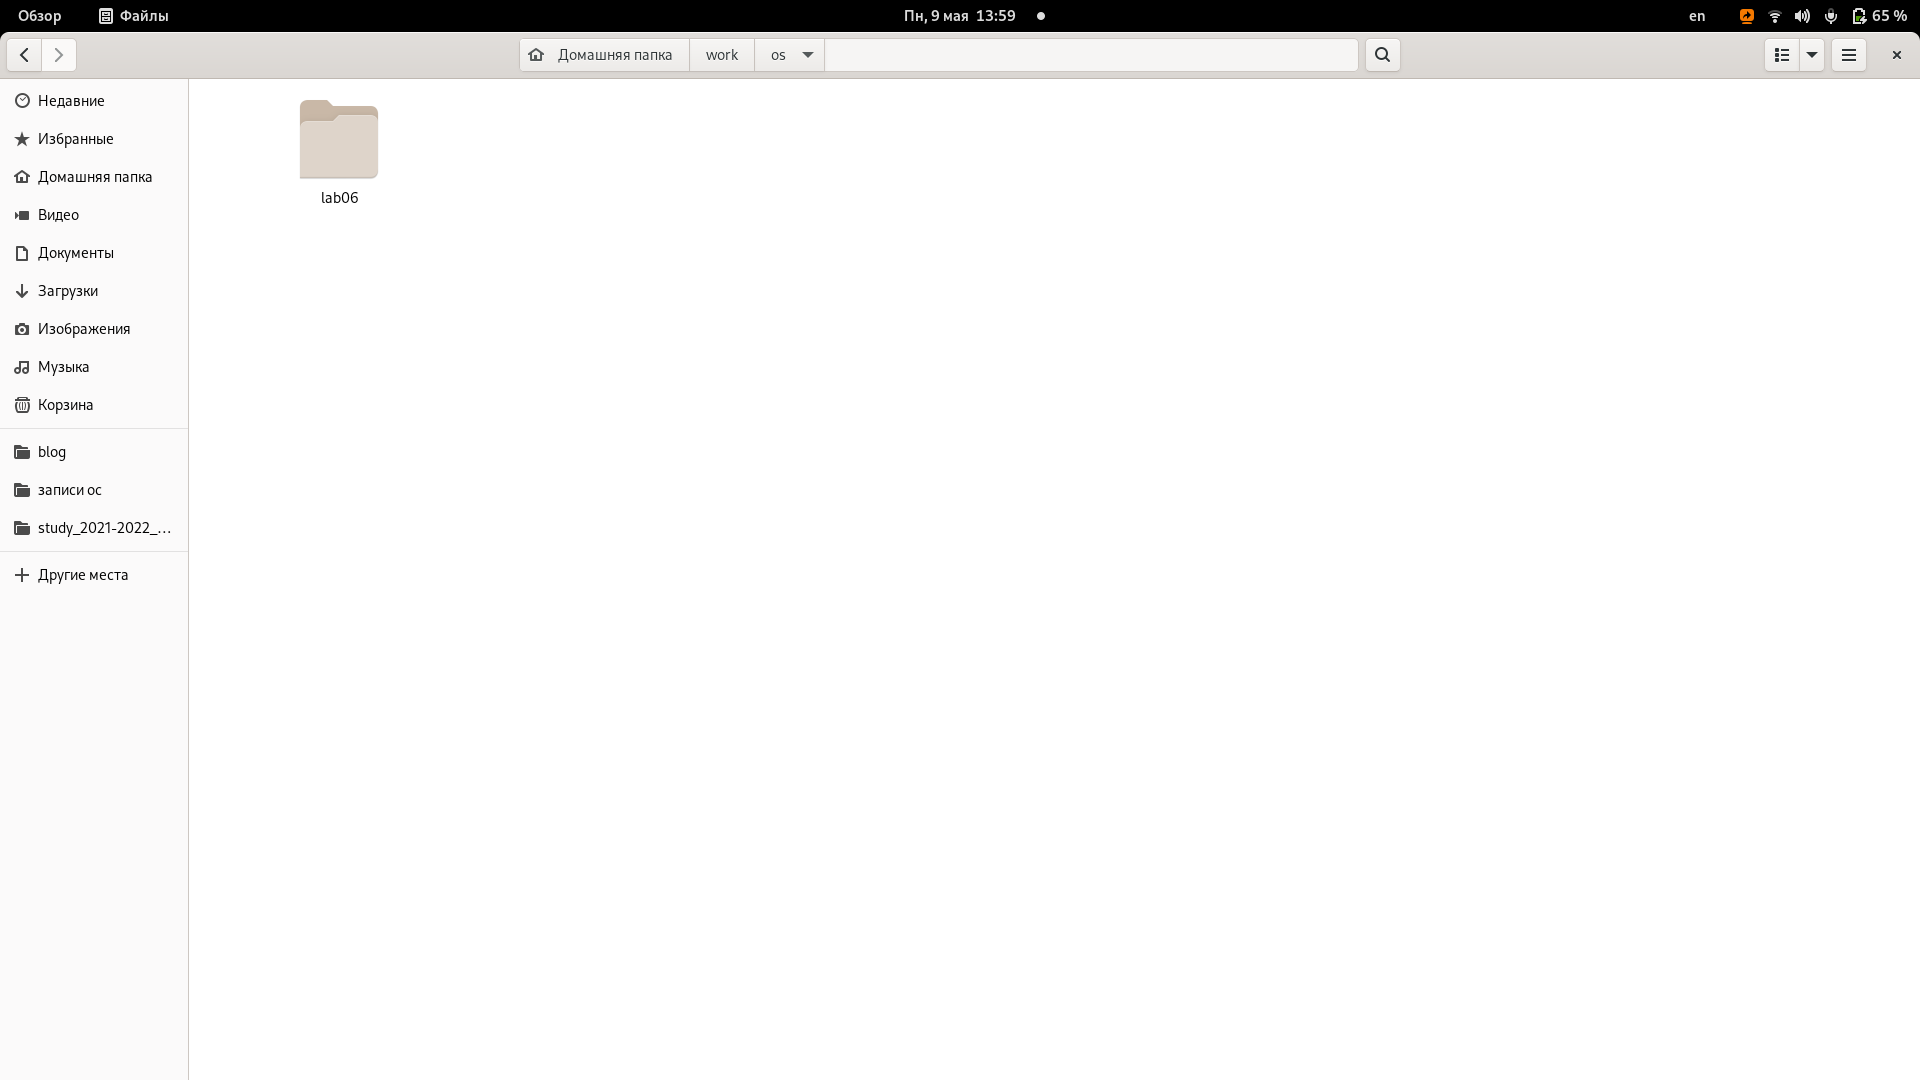 Обзор Файлы Пн, 9 мая 13:59 en 65 %
Домашняя папка work os
Недавние
Избранные
Домашняя папка
Видео
Документы
Загрузки
Изображения
Музыка
Корзина
blog
записи ос
study_2021-2022_...
Другие места
lab06